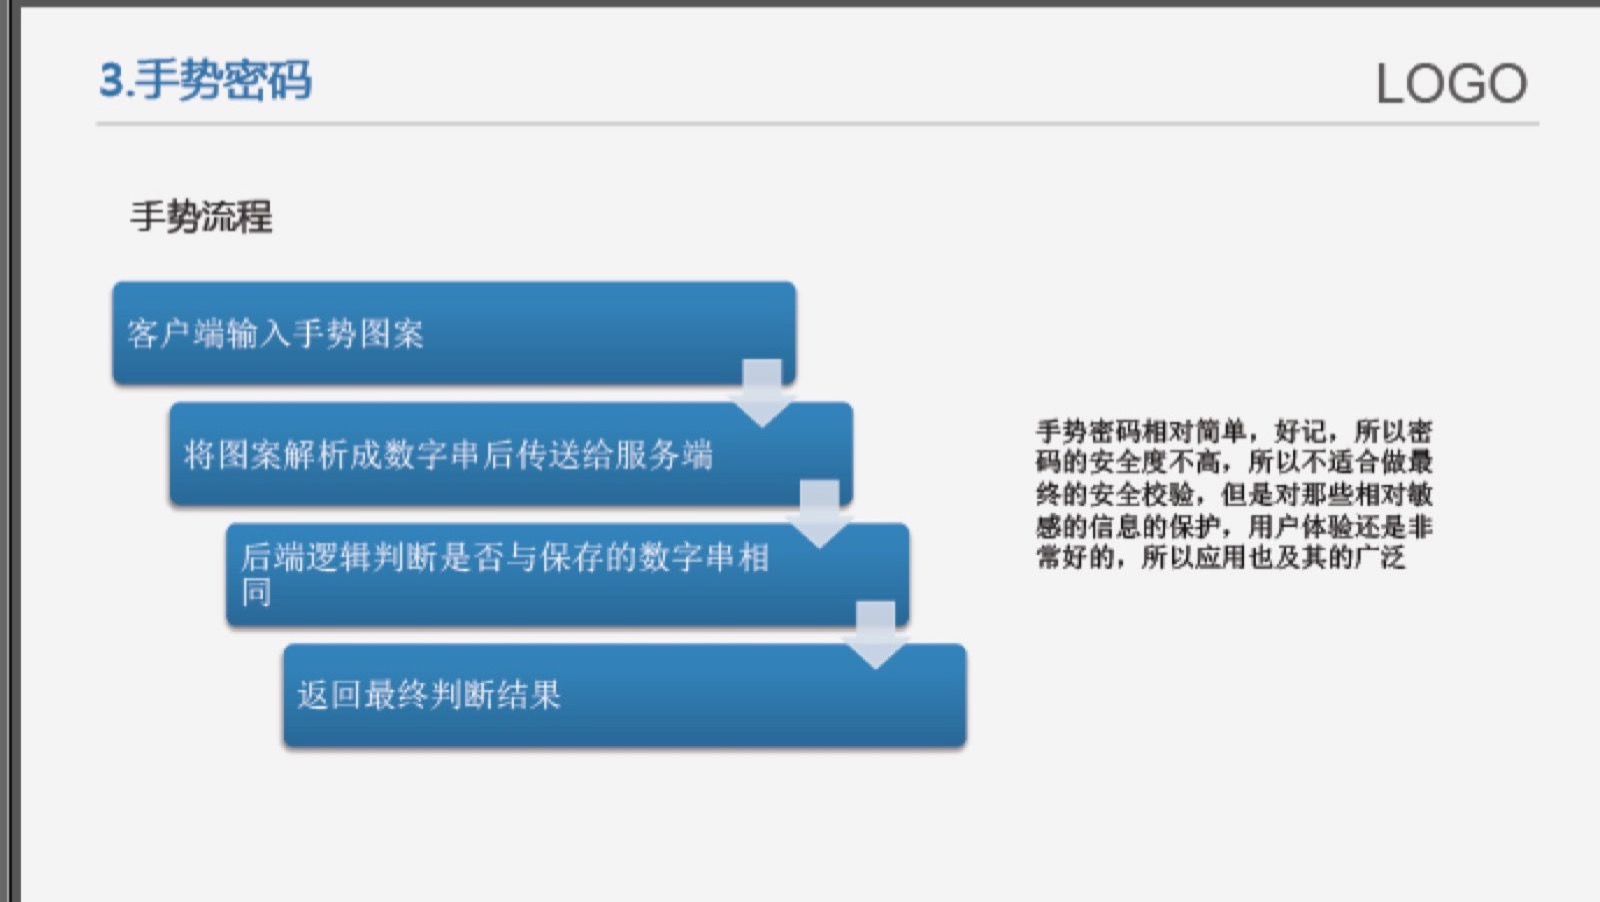 3.手势密码
LOGO
手势流程
客户端输入手势图案
将图案解析成数字串后传送给服务端
后端逻辑判断是否与保存的数字串相
同
返回最终判断结果
手势密码相对简单，好记，所以密
码的安全度不高，所以不适合做最
终的安全校验，但是对那些相对敏
感的信息的保护，用户体验还是非
常好的，所以应用也及其的广泛